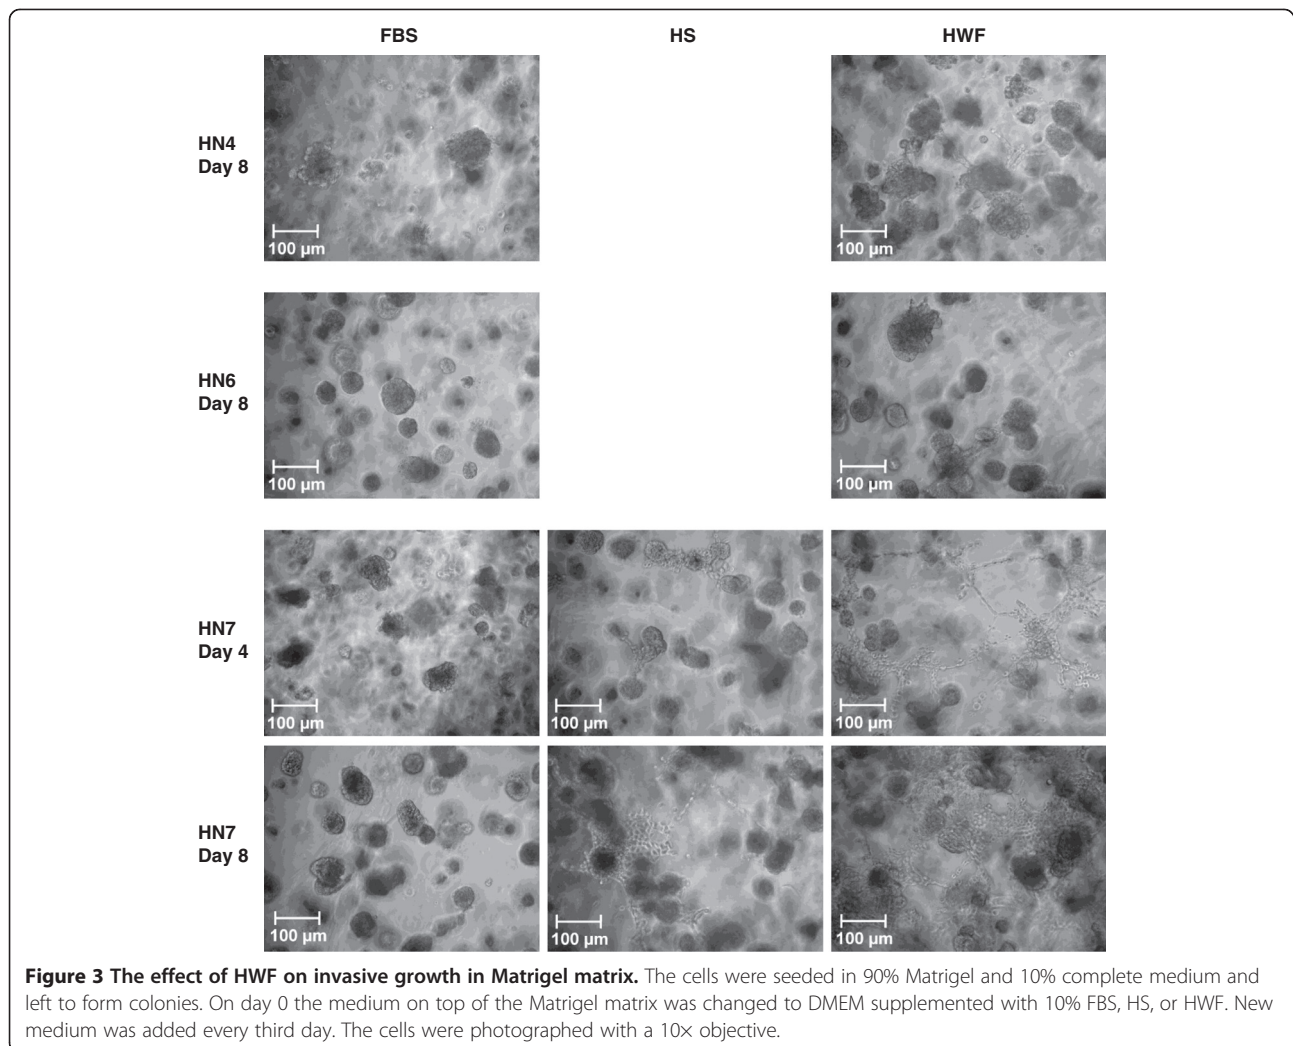 FBS HS HWF
HN4
Day 8
100 µm 100 µm
HN6
Day 8
100 µm 100 µm
HN7
Day 4
100 µm 100 µm 100 µm
HN7
Day 8
100 µm 100 µm 100 µm
Figure 3 The effect of HWF on invasive growth in Matrigel matrix. The cells were seeded in 90% Matrigel and 10% complete medium and
left to form colonies. On day 0 the medium on top of the Matrigel matrix was changed to DMEM supplemented with 10% FBS, HS, or HWF. New
medium was added every third day. The cells were photographed with a 10× objective.